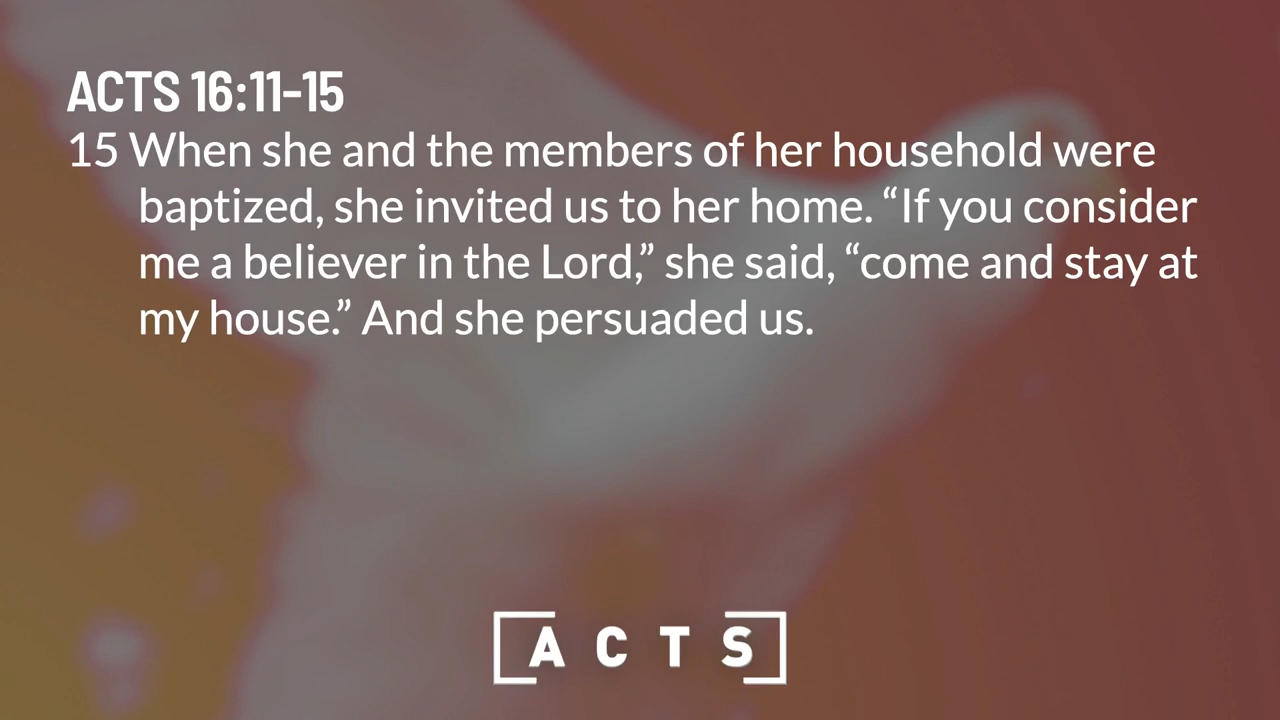 ACTS 16:11-15
15 When she and the members of her household were
baptized, she invited us to her home. “If you consider
me a believer in the Lord,” she said, “come and stay at
my house.” And she persuaded us.
ACTS